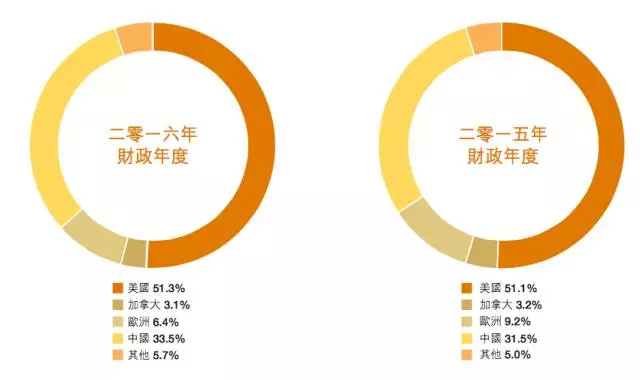 二零一六年
財政年度
美國 51.3%
加拿大 3.1%
歐洲 6.4%
中國 33.5%
其他 5.7%
二零一五年
財政年度
美國 51.1%
加拿大 3.2%
歐洲 9.2%
中國 31.5%
其他 5.0%